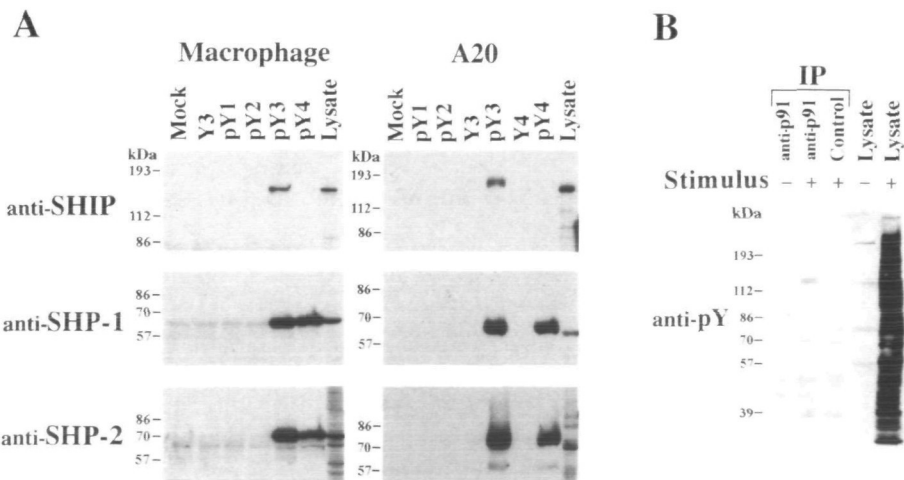 A
Macrophage
A20
Mock
Y3
pY1
pY2
pY3
pY4
Lysate
Mock
pY1
pY2
Y3
pY3
Y4
pY4
Lysate
kDa
193–
112–
86–
kDa
193–
112–
86–
anti-SHIP
86–
70–
57–
86–
70–
57–
anti-SHP-1
86–
70–
57–
86–
70–
57–
anti-SHP-2
B
IP
anti-p91
anti-p91
Control
Lysate
Lysate
Stimulus – + + – +
kDa
193–
112–
86–
70–
57–
39–
anti-pY